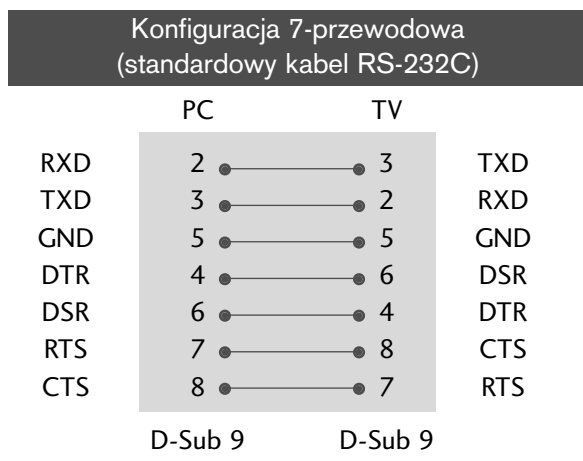 Konfiguracja 7-przewodowa
(standardowy kabel RS-232C)
PC TV
RXD 2 3 TXD
TXD 3 2 RXD
GND 5 5 GND
DTR 4 6 DSR
DSR 6 4 DTR
RTS 7 8 CTS
CTS 8 7 RTS
D-Sub 9 D-Sub 9